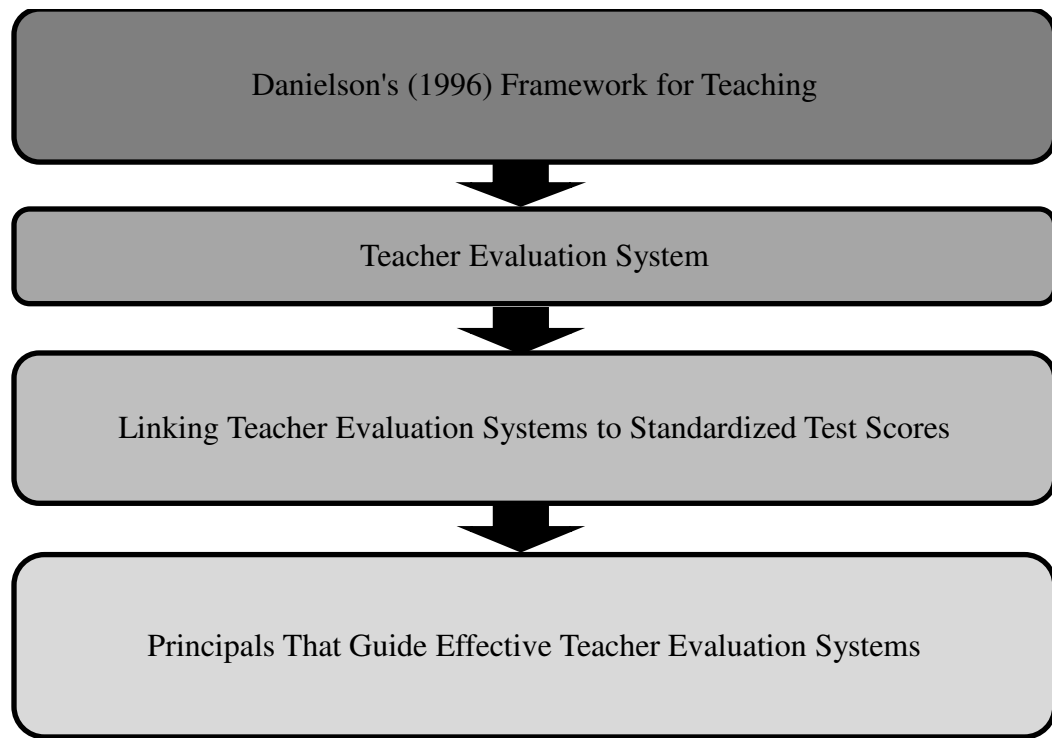 Danielson's (1996) Framework for Teaching
Teacher Evaluation System
Linking Teacher Evaluation Systems to Standardized Test Scores
Principals That Guide Effective Teacher Evaluation Systems